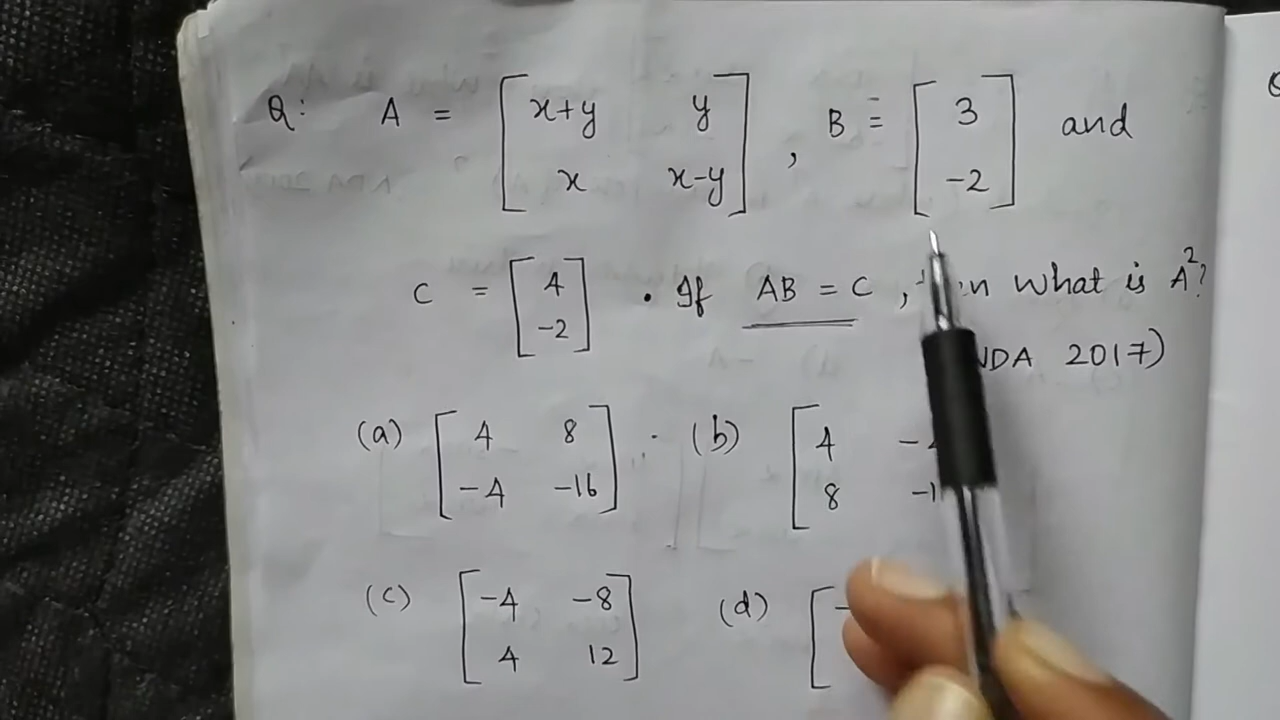 Q: A = [ x+y y ] , B = [ 3 ] and
[ x x-y ] [ -2 ]
C = [ 4 ] . If AB = C , what is A²?
[ -2 ]
NDA 2017)
(a) [ 4 8 ] (b) [ 4
[ -4 -16 ] [ 8
(c) [ -4 -8 ] (d) [
[ 4 12 ]